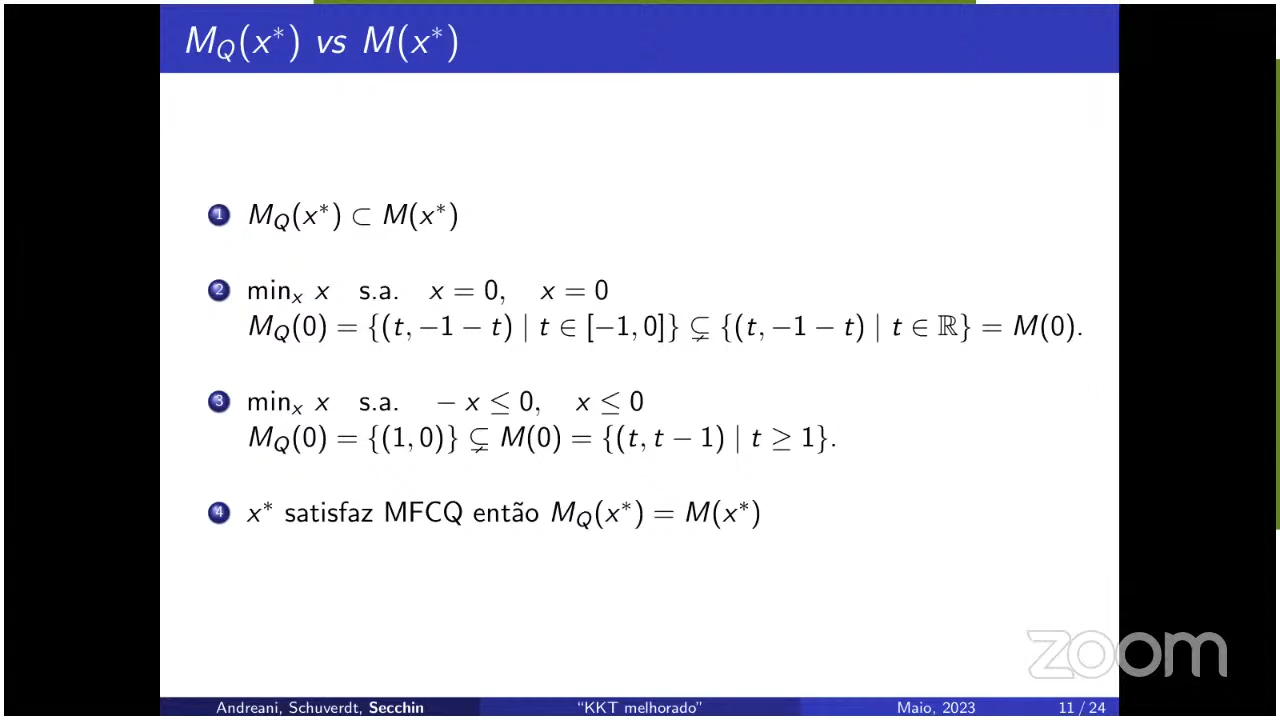 M_Q(x*) vs M(x*)
1 M_Q(x*) ⊂ M(x*)
2 min_x x s.a. x = 0, x = 0
M_Q(0) = {(t, −1 − t) | t ∈ [−1, 0]} ⊊ {(t, −1 − t) | t ∈ ℝ} = M(0).
3 min_x x s.a. − x ≤ 0, x ≤ 0
M_Q(0) = {(1, 0)} ⊊ M(0) = {(t, t − 1) | t ≥ 1}.
4 x* satisfaz MFCQ então M_Q(x*) = M(x*)
zoom
Andreani, Schuverdt, Secchin "KKT melhorado" Maio, 2023 11 / 24